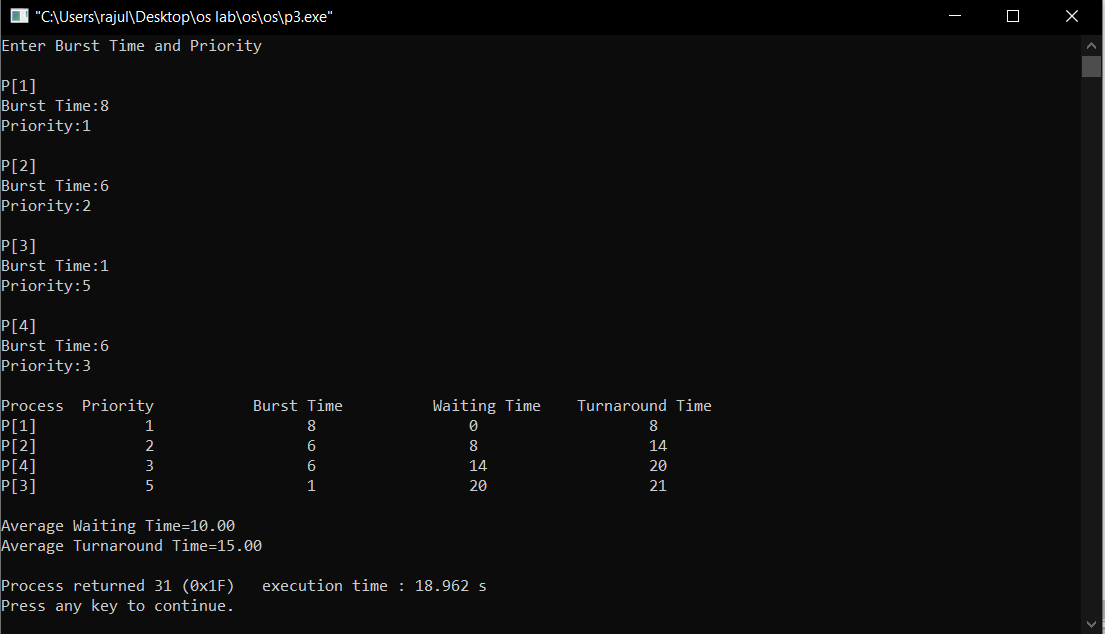 "C:\Users\rajul\Desktop\os lab\os\os\p3.exe"
Enter Burst Time and Priority
P[1]
Burst Time:8
Priority:1
P[2]
Burst Time:6
Priority:2
P[3]
Burst Time:1
Priority:5
P[4]
Burst Time:6
Priority:3
Process Priority Burst Time Waiting Time Turnaround Time
P[1] 1 8 0 8
P[2] 2 6 8 14
P[4] 3 6 14 20
P[3] 5 1 20 21
Average Waiting Time=10.00
Average Turnaround Time=15.00
Process returned 31 (0x1F) execution time : 18.962 s
Press any key to continue.